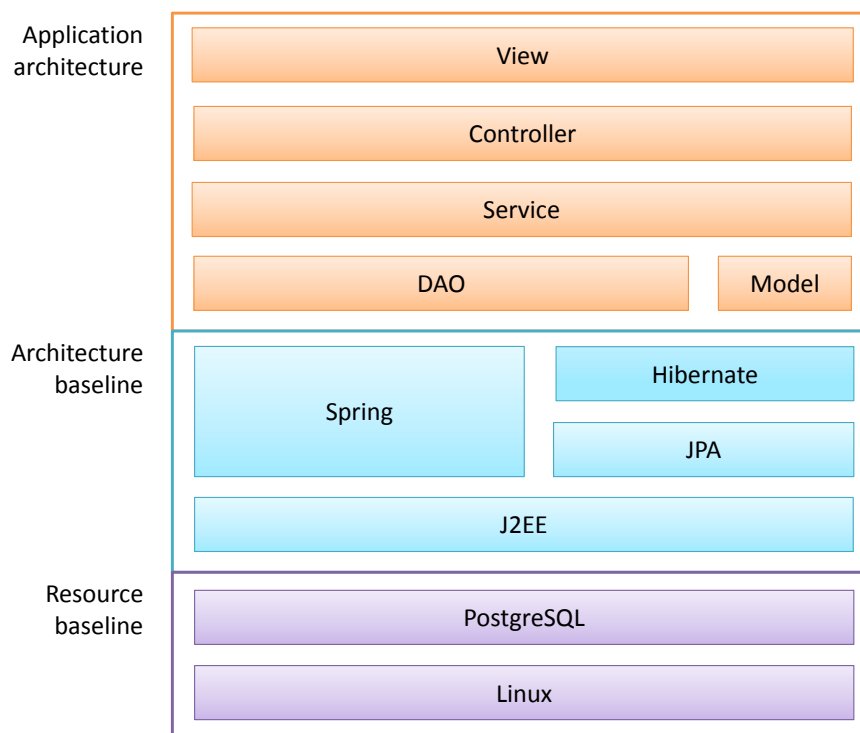 Application
architecture
View
Controller
Service
DAO
Model
Architecture
baseline
Spring
Hibernate
JPA
J2EE
Resource
baseline
PostgreSQL
Linux